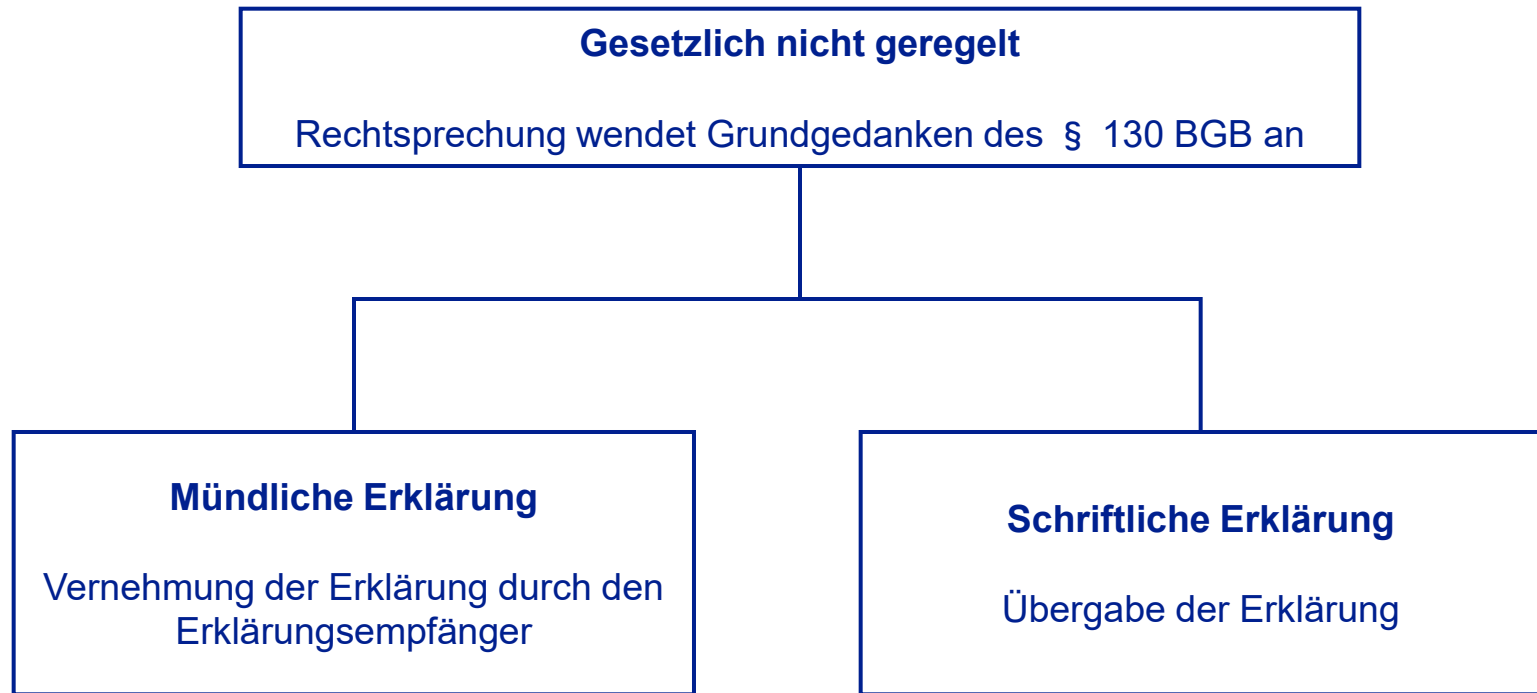 Gesetzlich nicht geregelt
Rechtsprechung wendet Grundgedanken des § 130 BGB an
Mündliche Erklärung
Vernehmung der Erklärung durch den
Erklärungsempfänger
Schriftliche Erklärung
Übergabe der Erklärung